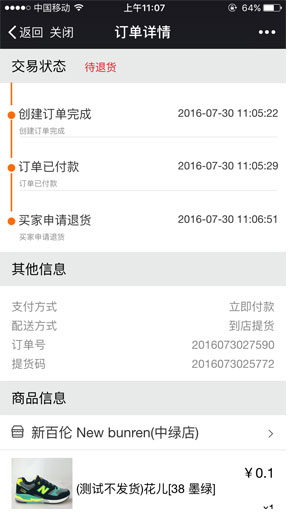 中国移动 上午11:07 64%
返回 关闭 订单详情
交易状态 待退货
创建订单完成 2016-07-30 11:05:22
创建订单完成
订单已付款 2016-07-30 11:05:29
订单已付款
买家申请退货 2016-07-30 11:06:51
买家申请退货
其他信息
支付方式 立即付款
配送方式 到店提货
订单号 2016073027590
提货码 2016073025772
商品信息
新百伦 New bunren(中绿店)
¥0.1
(测试不发货)花儿[38 墨绿]
x1